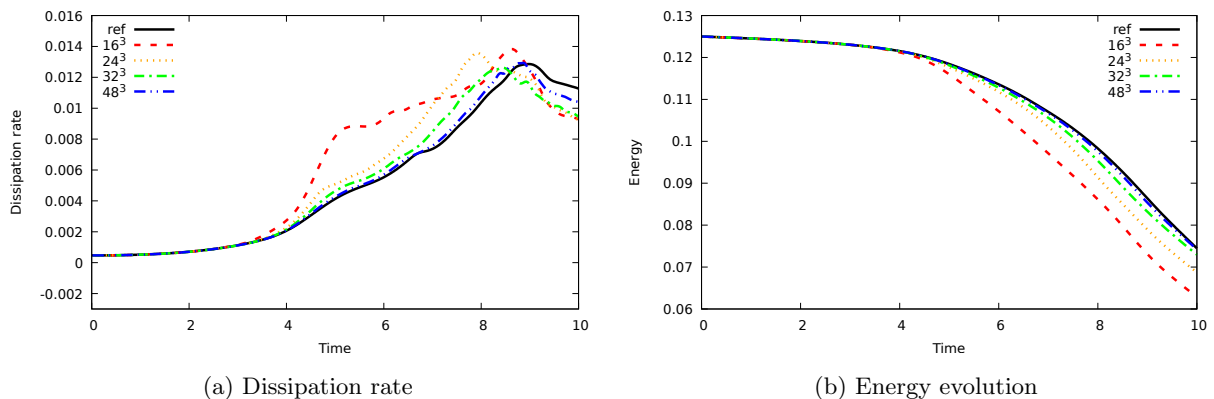 0.016
0.014
0.012
0.010
0.008
0.006
0.004
0.002
0
-0.002
0 2 4 6 8 10
Dissipation rate
Time
ref
16³
24³
32³
48³
(a) Dissipation rate
0.13
0.12
0.11
0.1
0.09
0.08
0.07
0.06
0 2 4 6 8 10
Energy
Time
ref
16³
24³
32³
48³
(b) Energy evolution